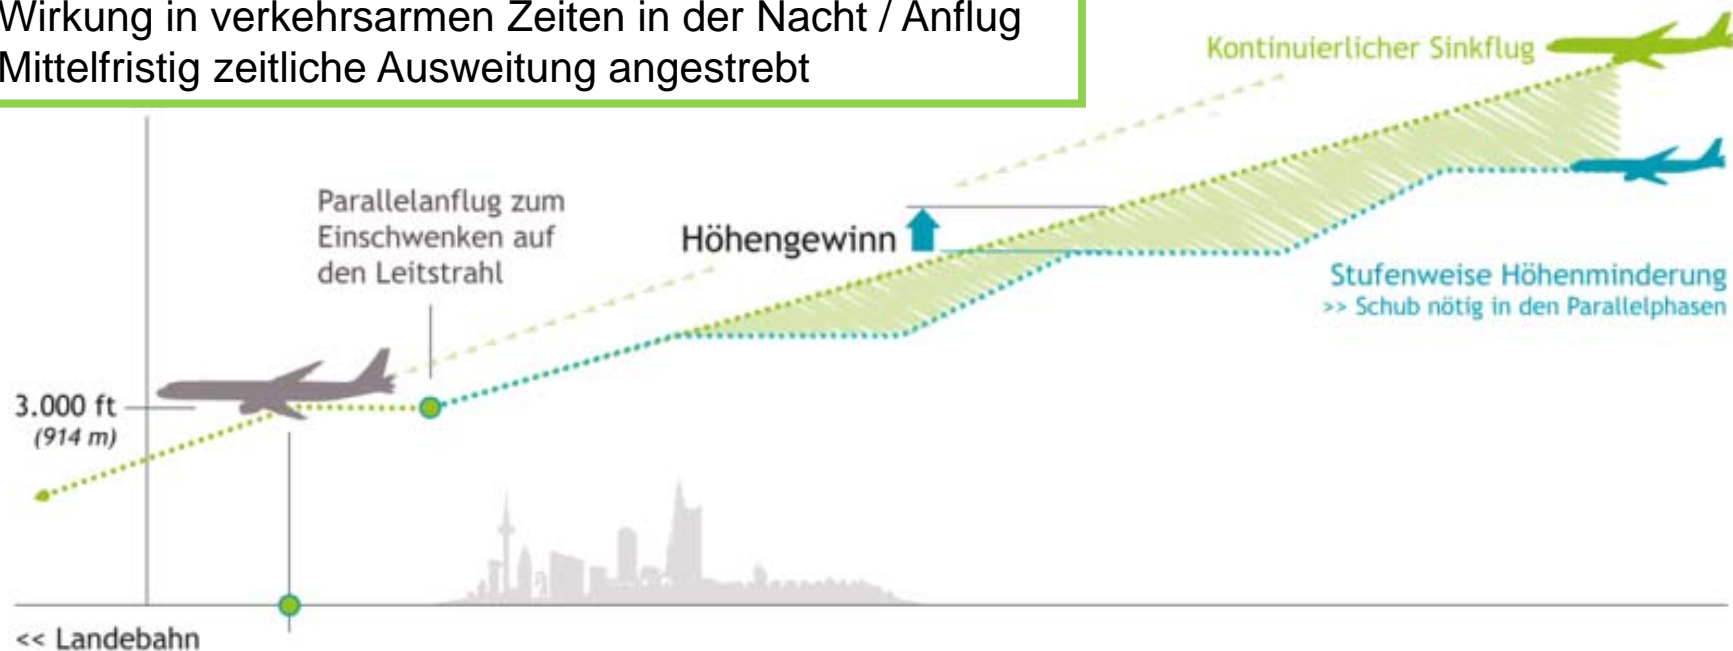 Wirkung in verkehrsarmen Zeiten in der Nacht / Anflug
Mittelfristig zeitliche Ausweitung angestrebt
Kontinuierlicher Sinkflug
Parallelanflug zum
Einschwenken auf
den Leitstrahl
Höhengewinn
Stufenweise Höhenminderung
>> Schub nötig in den Parallelphasen
3.000 ft
(914 m)
<< Landebahn